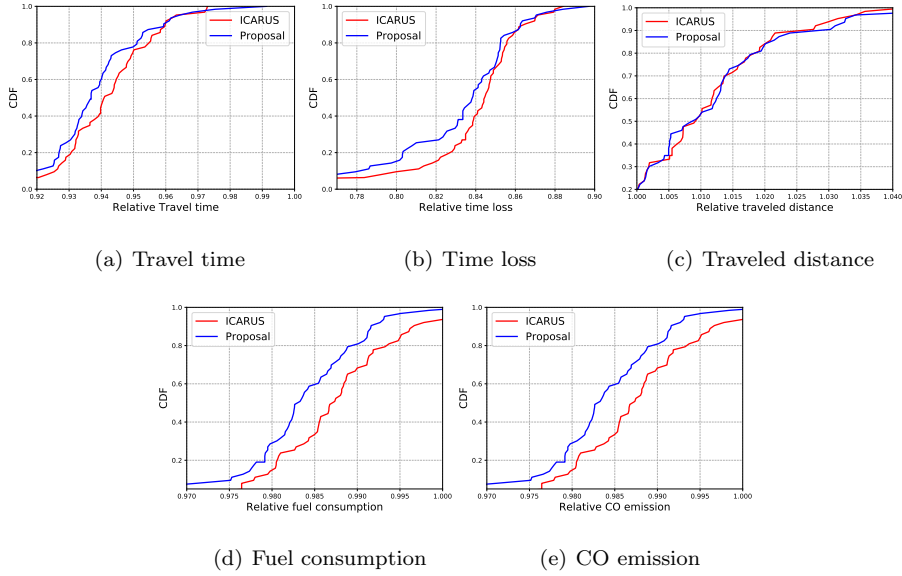 1.0
0.8
0.6
0.4
0.2
0.0
CDF
ICARUS
Proposal
0.92 0.93 0.94 0.95 0.96 0.97 0.98 0.99 1.00
Relative Travel time
(a) Travel time
1.0
0.8
0.6
0.4
0.2
0.0
CDF
ICARUS
Proposal
0.78 0.80 0.82 0.84 0.86 0.88 0.90
Relative time loss
(b) Time loss
1.0
0.9
0.8
0.7
0.6
0.5
0.4
0.3
0.2
CDF
ICARUS
Proposal
1.000 1.005 1.010 1.015 1.020 1.025 1.030 1.035 1.040
Relative traveled distance
(c) Traveled distance
1.0
0.8
0.6
0.4
0.2
CDF
ICARUS
Proposal
0.970 0.975 0.980 0.985 0.990 0.995 1.000
Relative fuel consumption
(d) Fuel consumption
1.0
0.8
0.6
0.4
0.2
CDF
ICARUS
Proposal
0.970 0.975 0.980 0.985 0.990 0.995 1.000
Relative CO emission
(e) CO emission